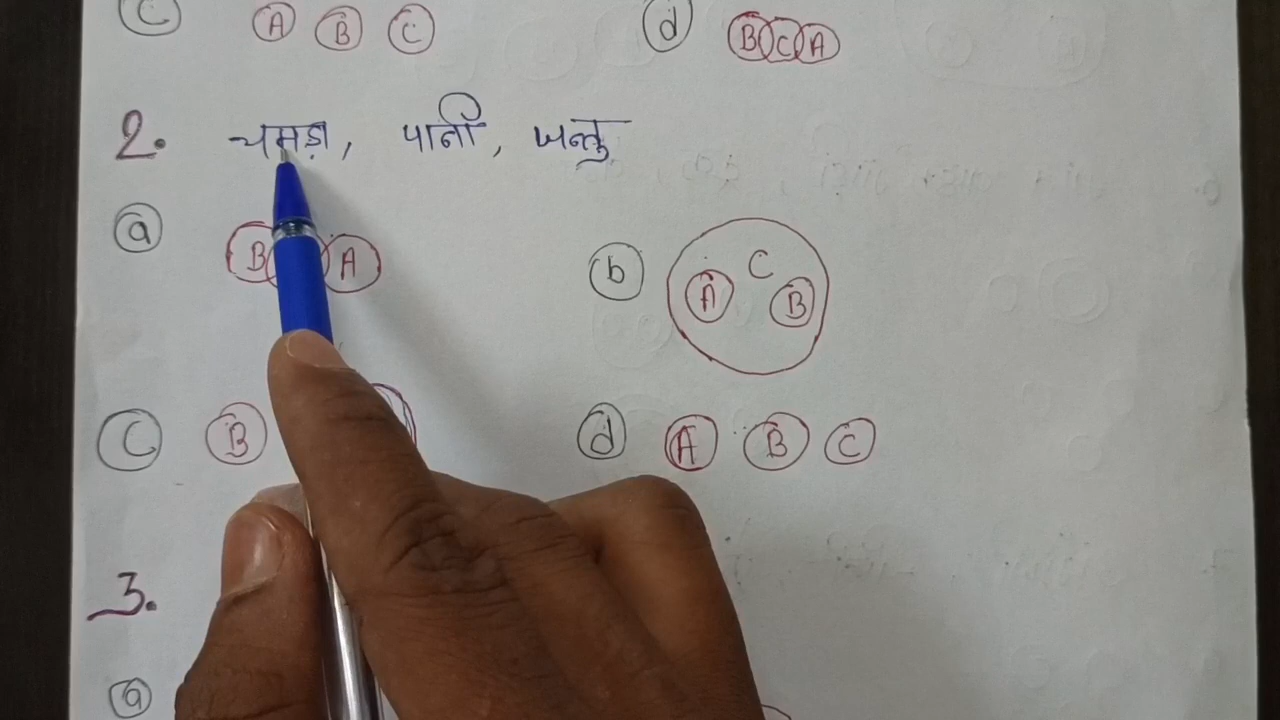 C A B C d B C A
2. चमड़ा, पानी, जन्तु
a B A b A C B
C B d A B C
3.
a